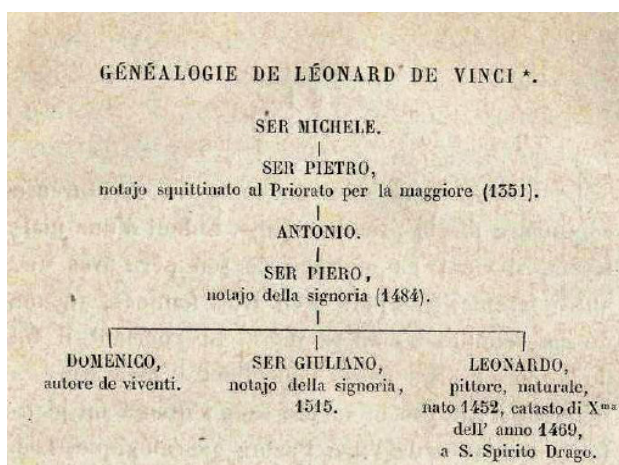 GÉNÉALOGIE DE LÉONARD DE VINCI *.
SER MICHELE.
SER PIETRO,
notajo squittinato al Priorato per la maggiore (1351).
ANTONIO.
SER PIERO,
notajo della signoria (1484).
DOMENICO,
autore de viventi.
SER GIULIANO,
notajo della signoria,
1515.
LEONARDO,
pittore, naturale,
nato 1452, catasto di Xᵐᵃ
dell' anno 1469,
a S. Spirito Drago.